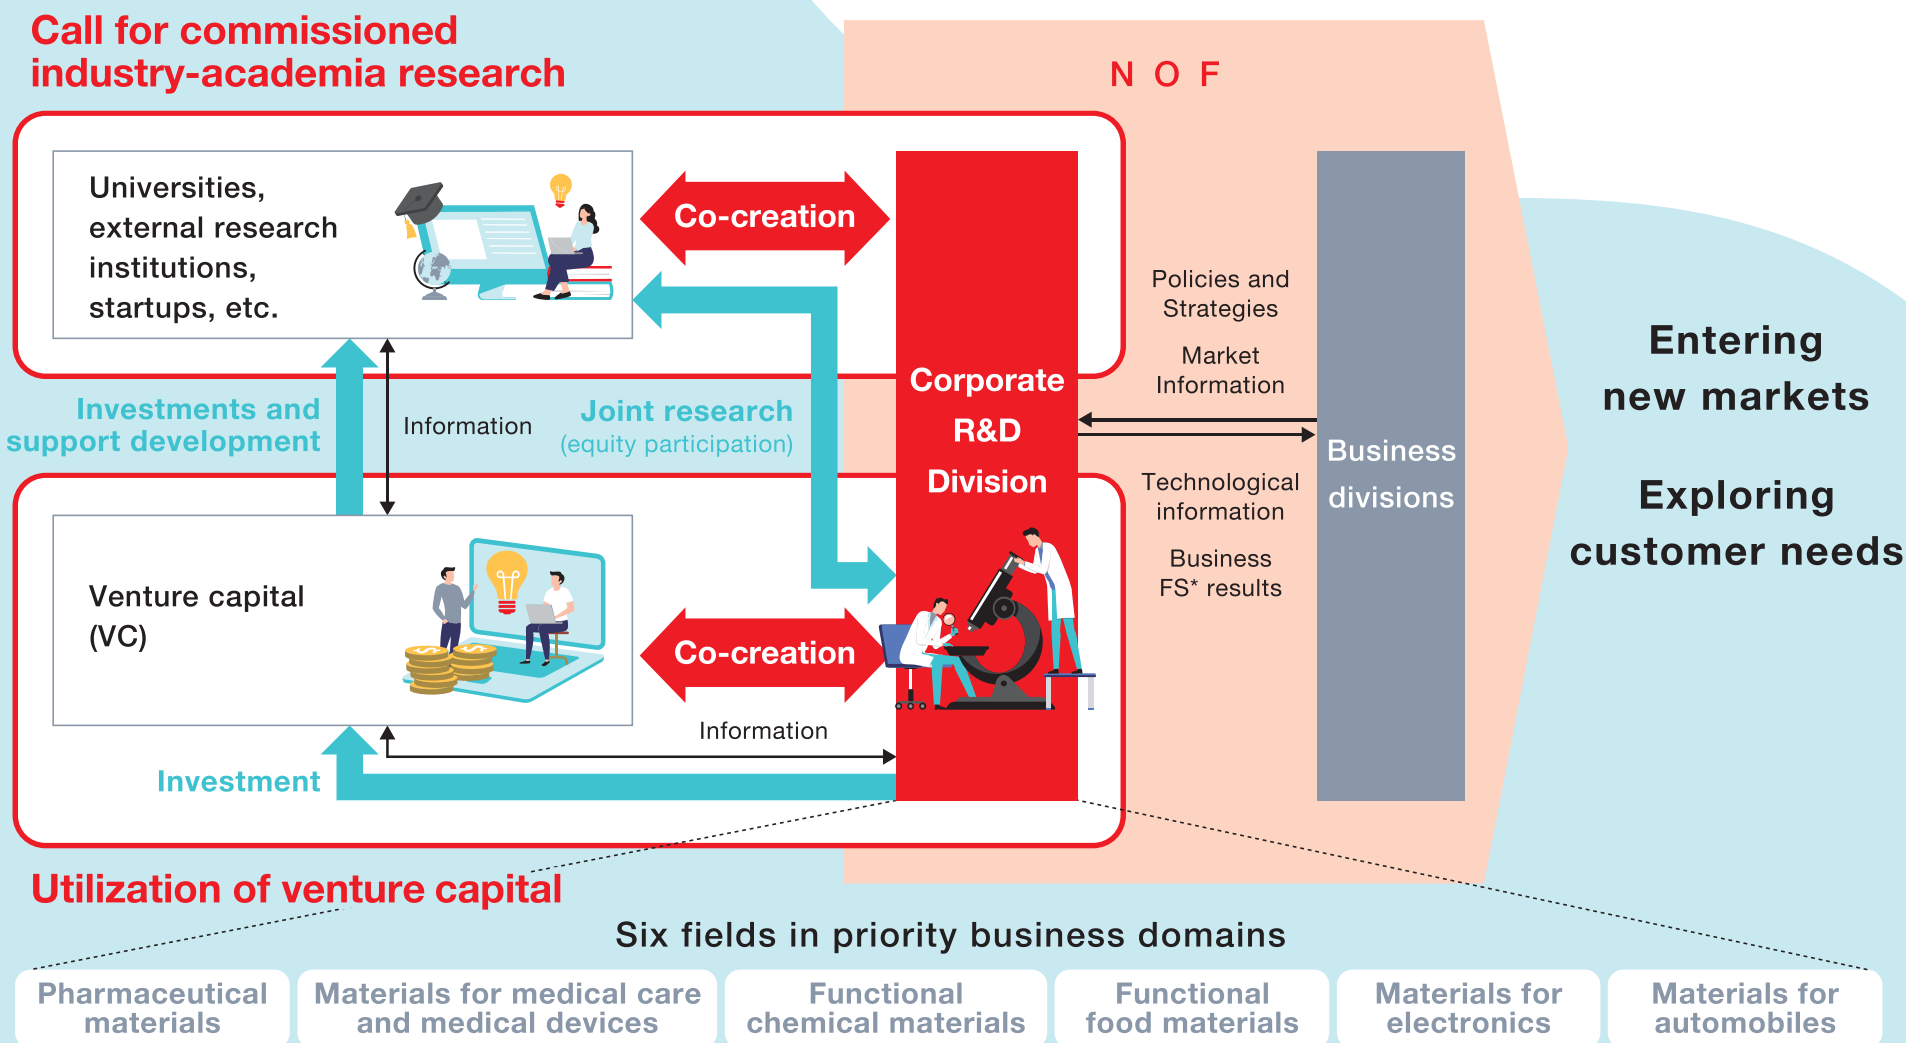 Call for commissioned
industry-academia research
N O F
Universities,
external research
institutions,
startups, etc.
Co-creation
Policies and
Strategies
Market
Information
Corporate
R&D
Division
Investments and
support development
Information
Joint research
(equity participation)
Technological
information
Business
FS* results
Business
divisions
Entering
new markets
Exploring
customer needs
Venture capital
(VC)
Co-creation
Information
Investment
Utilization of venture capital
Six fields in priority business domains
Pharmaceutical
materials
Materials for medical care
and medical devices
Functional
chemical materials
Functional
food materials
Materials for
electronics
Materials for
automobiles